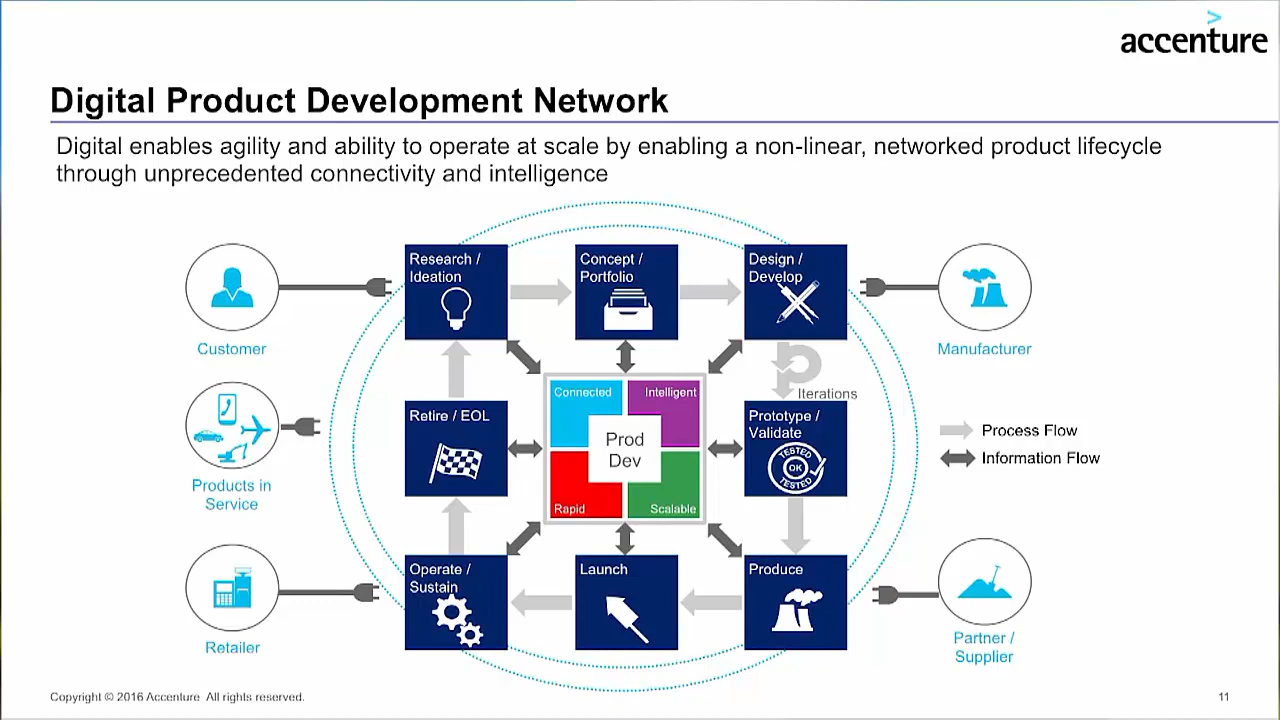 accenture
Digital Product Development Network
Digital enables agility and ability to operate at scale by enabling a non-linear, networked product lifecycle
through unprecedented connectivity and intelligence
Research /
Ideation
Concept /
Portfolio
Design /
Develop
Customer
Manufacturer
Iterations
Connected
Intelligent
Retire / EOL
Prod
Dev
Prototype /
Validate
TESTED
OK
TESTED
Process Flow
Information Flow
Products in
Service
Rapid
Scalable
Operate /
Sustain
Launch
Produce
Retailer
Partner /
Supplier
Copyright © 2016 Accenture All rights reserved.
11